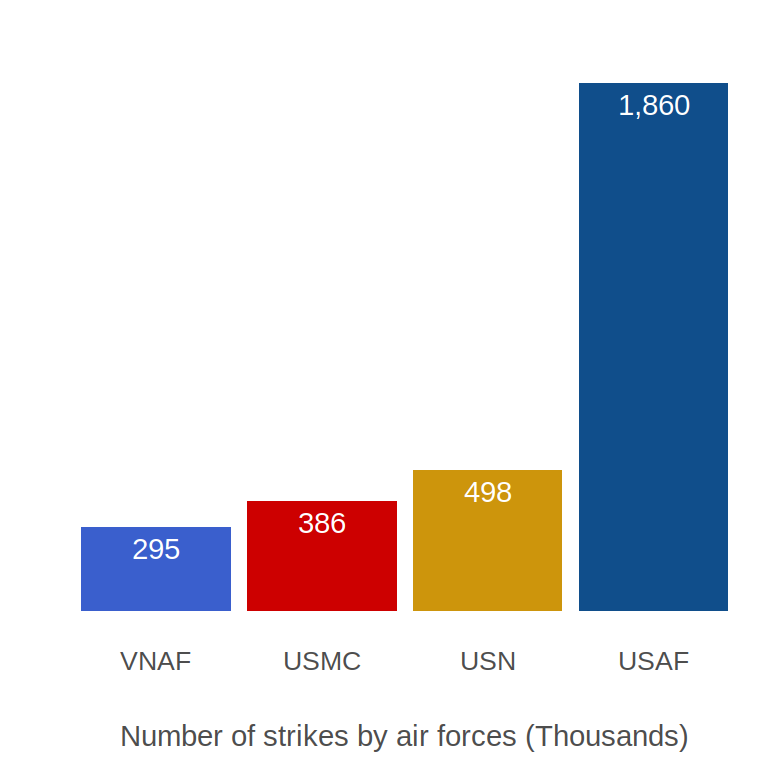 1,860
498
386
295
VNAF USMC USN USAF
Number of strikes by air forces (Thousands)